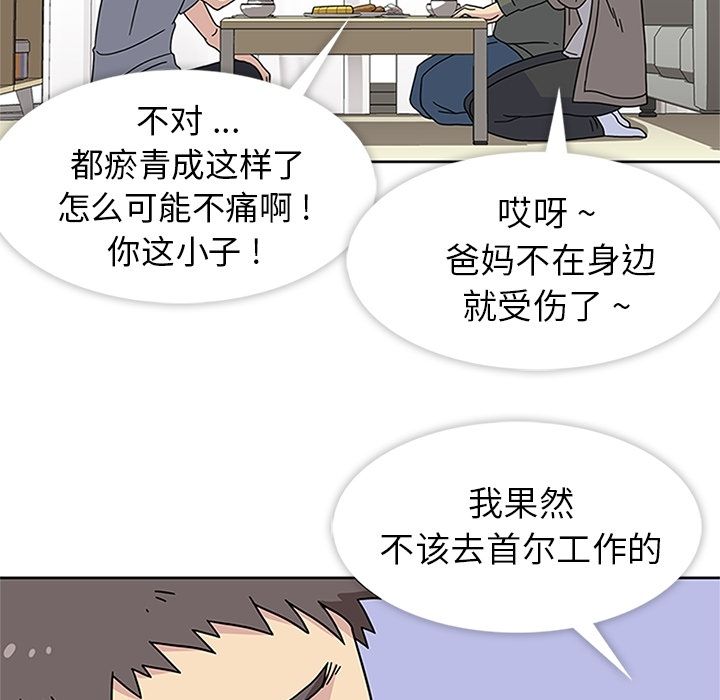 不对...
都瘀青成这样了
怎么可能不痛啊!
你这小子!
哎呀~
爸妈不在身边
就受伤了~
我果然
不该去首尔工作的